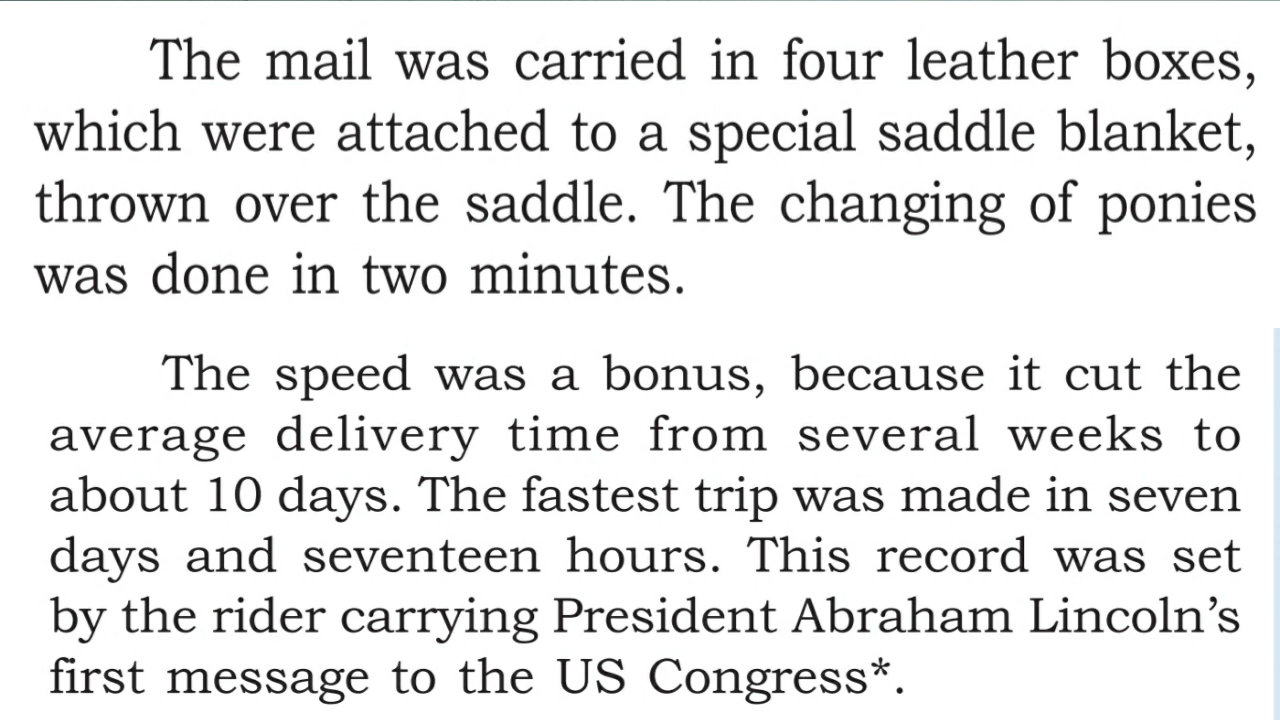 The mail was carried in four leather boxes,
which were attached to a special saddle blanket,
thrown over the saddle. The changing of ponies
was done in two minutes.
The speed was a bonus, because it cut the
average delivery time from several weeks to
about 10 days. The fastest trip was made in seven
days and seventeen hours. This record was set
by the rider carrying President Abraham Lincoln’s
first message to the US Congress*.